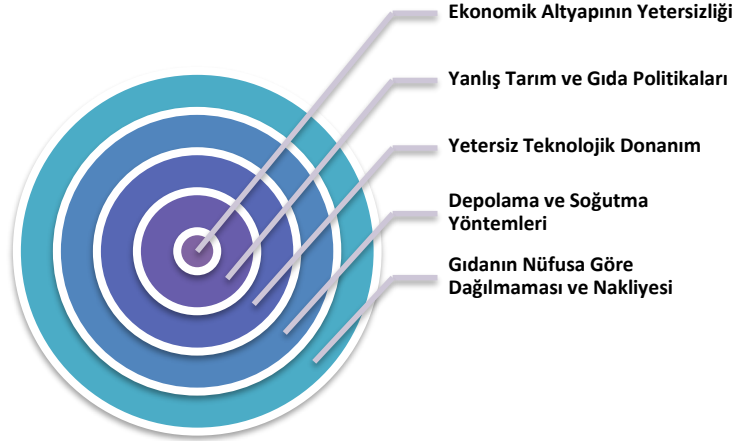 Ekonomik Altyapının Yetersizliği
Yanlış Tarım ve Gıda Politikaları
Yetersiz Teknolojik Donanım
Depolama ve Soğutma
Yöntemleri
Gıdanın Nüfusa Göre
Dağılmaması ve Nakliyesi